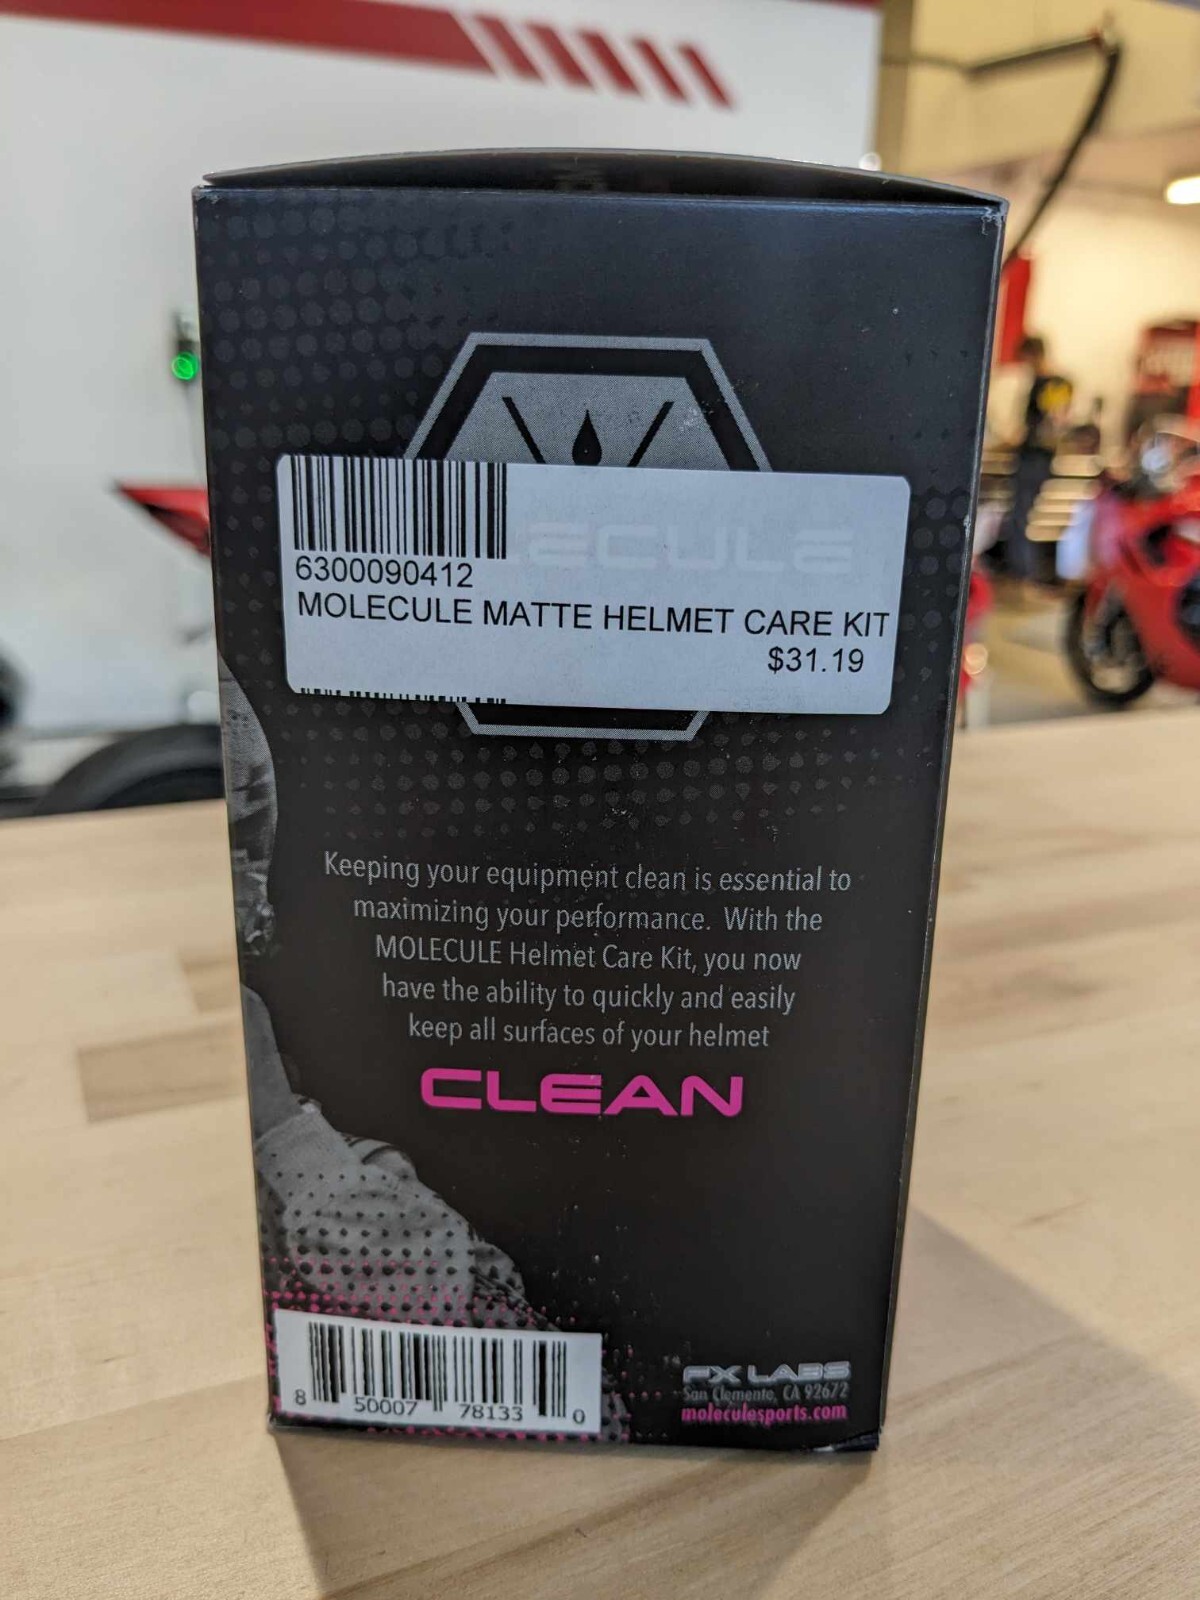 ECULE
6300090412
MOLECULE MATTE HELMET CARE KIT
$31.19
Keeping your equipment clean is essential to
maximizing your performance. With the
MOLECULE Helmet Care Kit, you now
have the ability to quickly and easily
keep all surfaces of your helmet
CLEAN
8 50007 78133 0
FX LABS
San Clemente, CA 92672
moleculesports.com